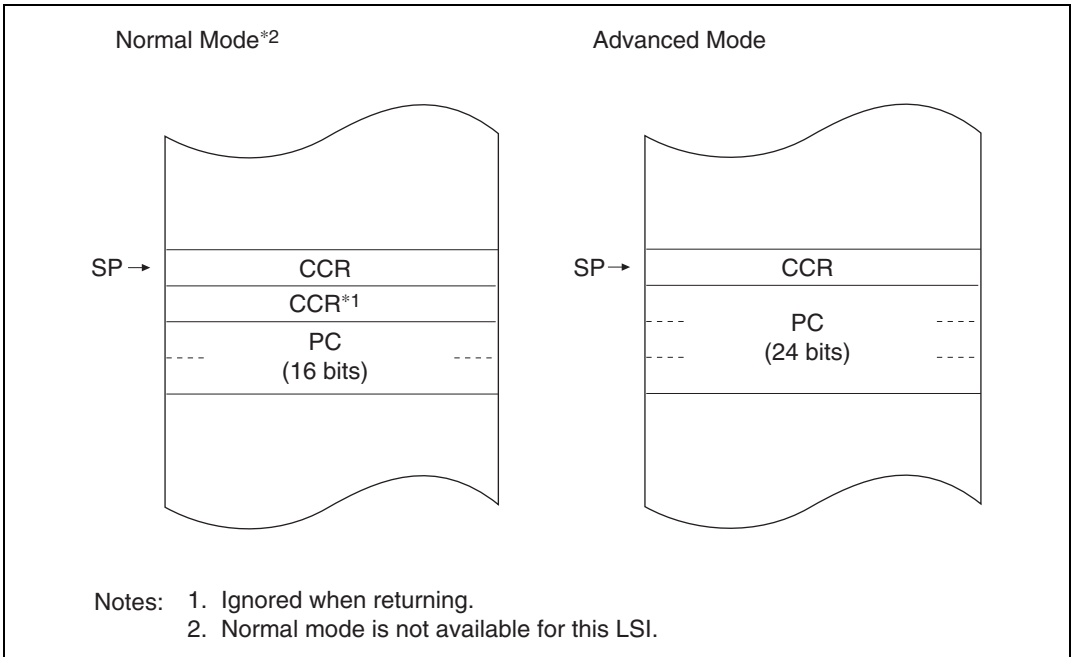 Normal Mode*2
Advanced Mode
SP→ CCR
CCR*1
PC
(16 bits)
SP→ CCR
PC
(24 bits)
Notes: 1. Ignored when returning.
2. Normal mode is not available for this LSI.